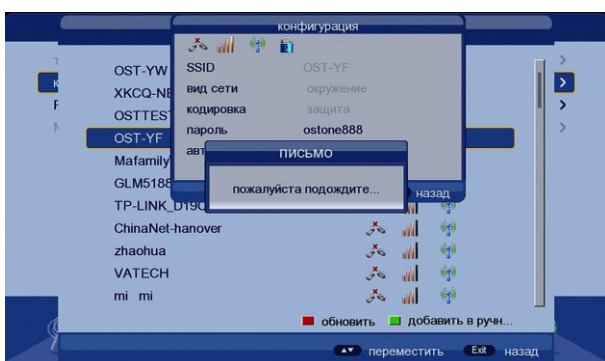 конфигурация
SSID OST-YF
вид сети окружение
кодировка защита
пароль ostone888
авт
письмо
пожалуйста подождите...
назад
OST-YW
XKCQ-NE
OSTTEST
OST-YF
Mafamily
GLM5188
TP-LINK_D19C
ChinaNet-hanover
zhaohua
VATECH
mi mi
обновить добавить в ручн...
переместить Exit назад